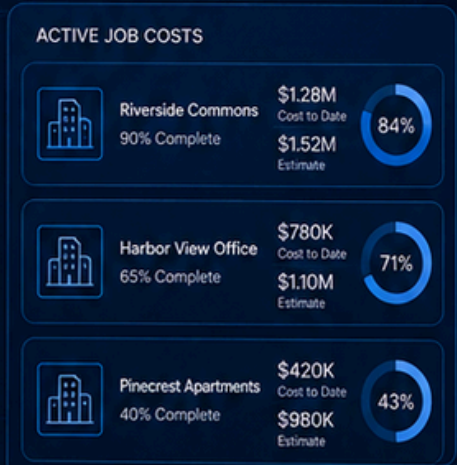 ACTIVE JOB COSTS
Riverside Commons
90% Complete
$1.28M
Cost to Date
$1.52M
Estimate
84%
Harbor View Office
65% Complete
$780K
Cost to Date
$1.10M
Estimate
71%
Pinecrest Apartments
40% Complete
$420K
Cost to Date
$980K
Estimate
43%